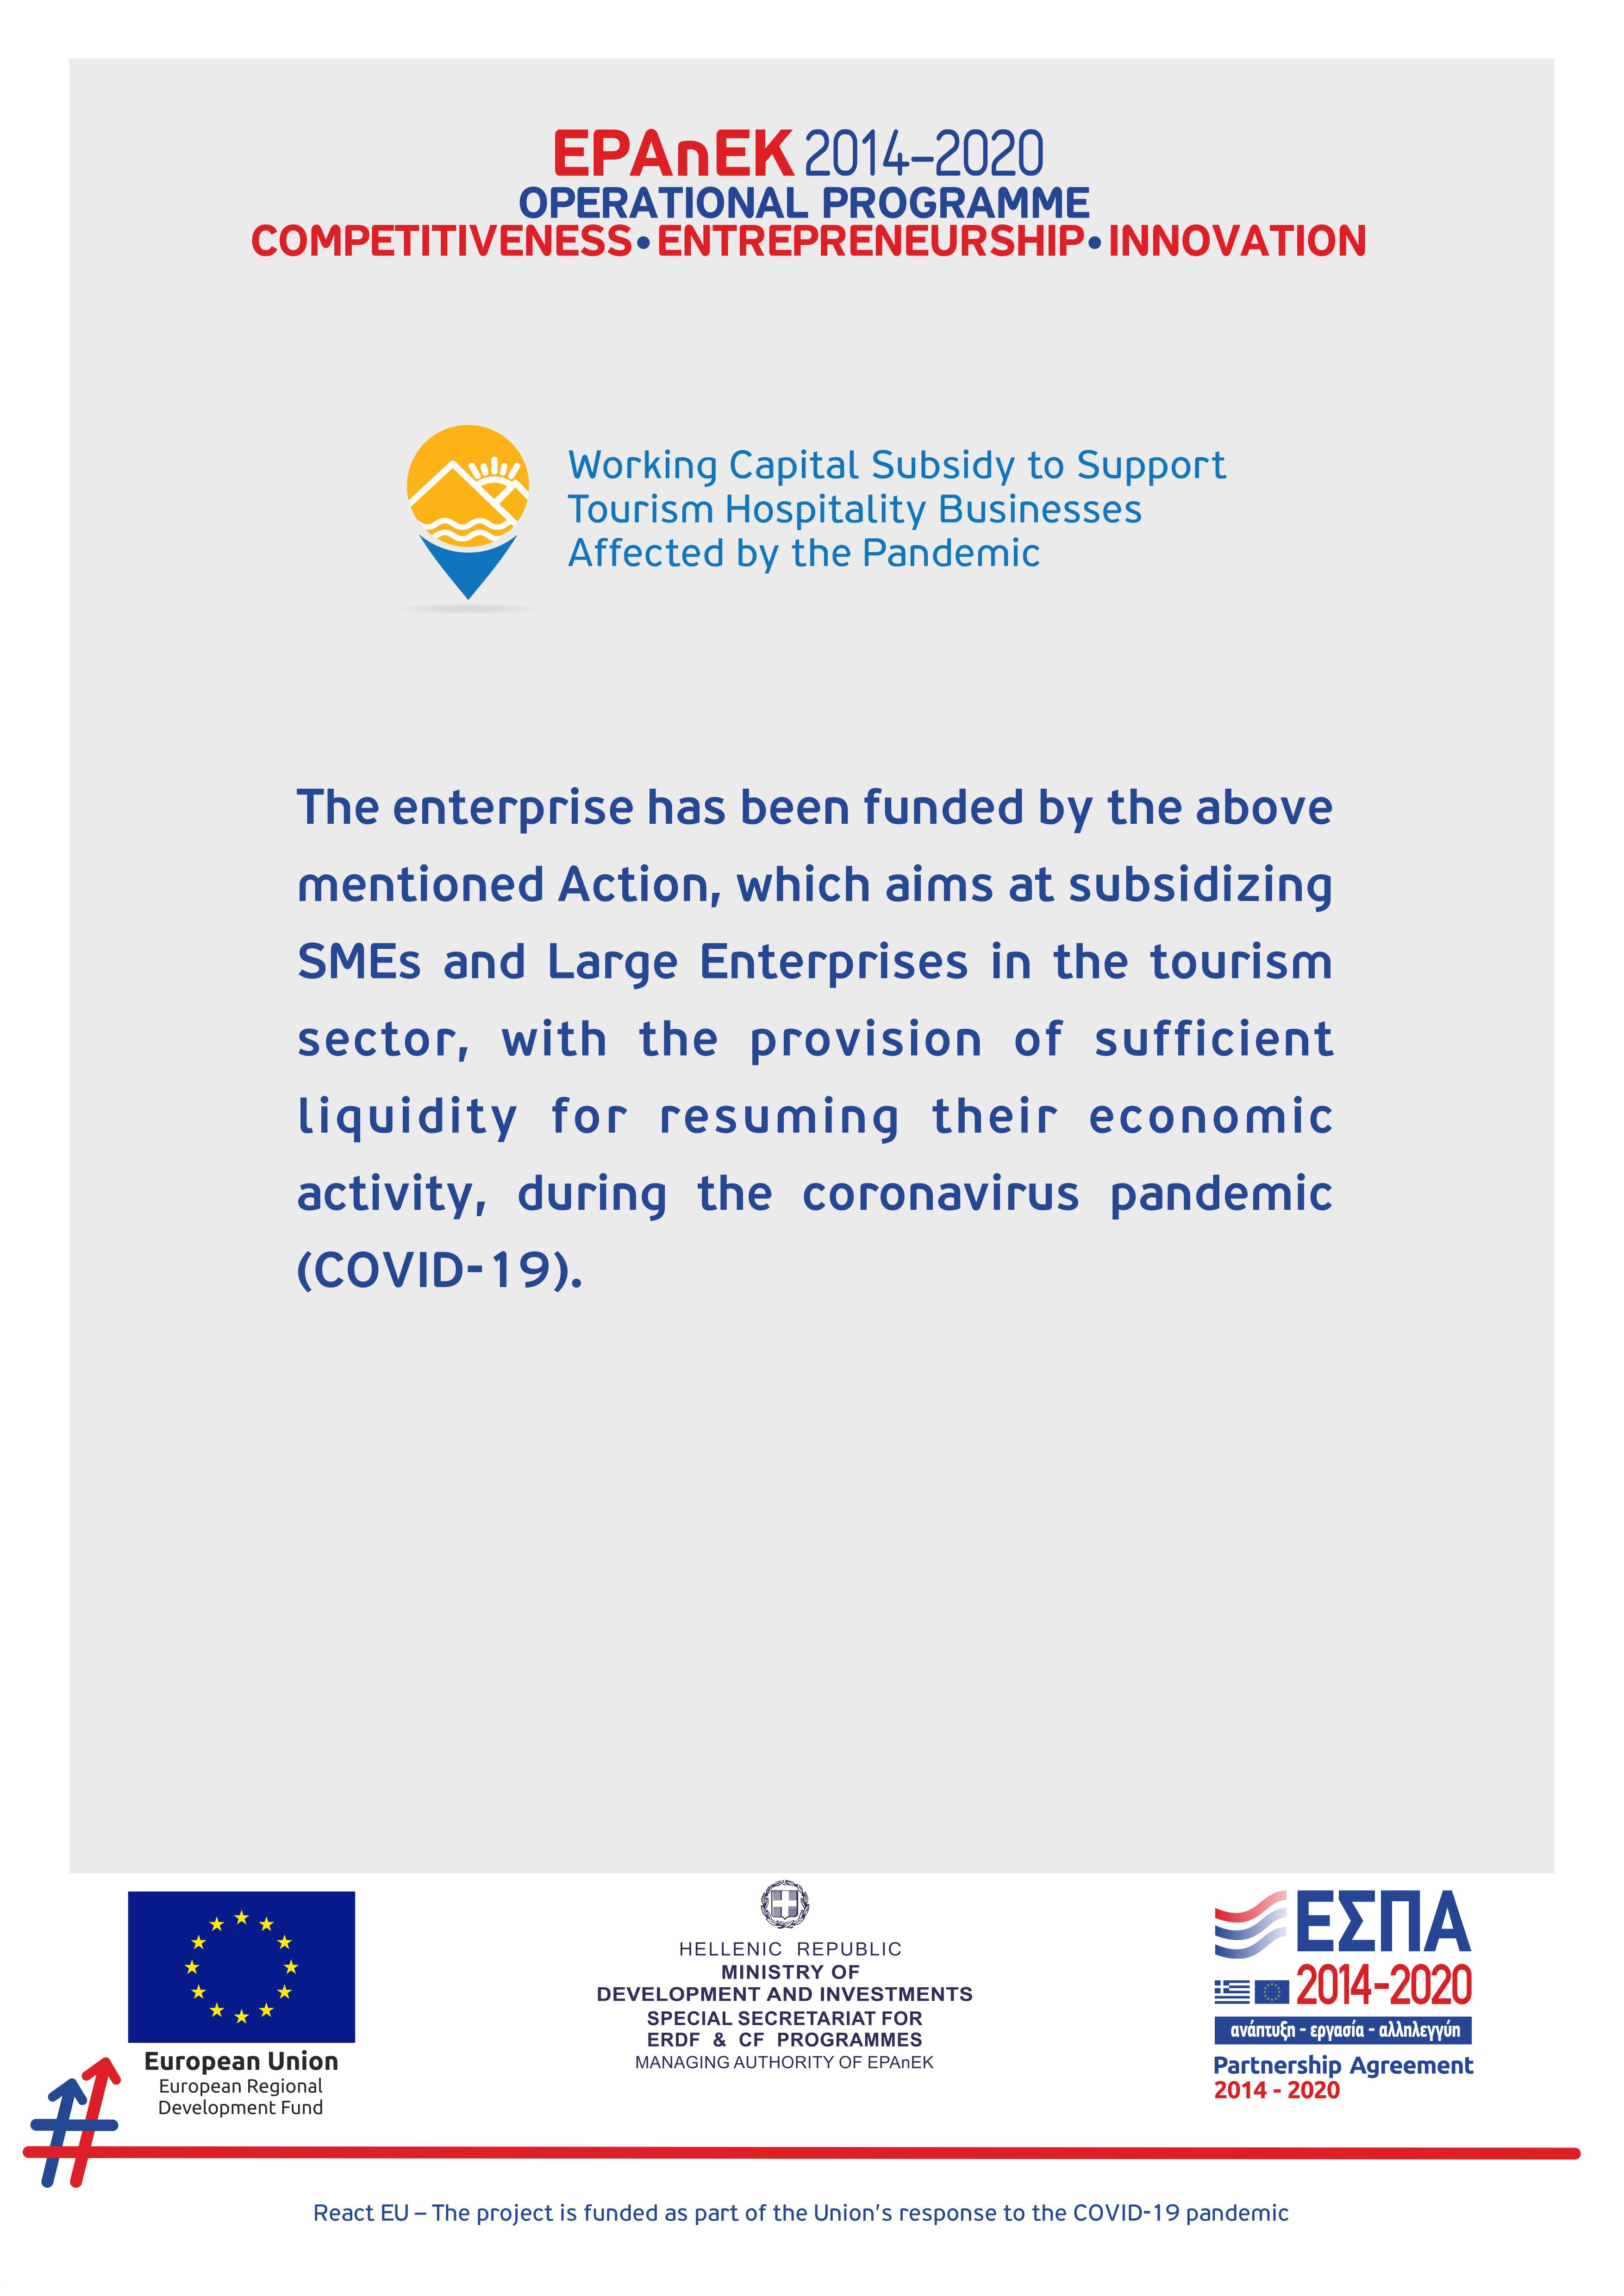 EPAnEK 2014-2020
OPERATIONAL PROGRAMME
COMPETITIVENESS • ENTREPRENEURSHIP • INNOVATION
Working Capital Subsidy to Support
Tourism Hospitality Businesses
Affected by the Pandemic
The enterprise has been funded by the above
mentioned Action, which aims at subsidizing
SMEs and Large Enterprises in the tourism
sector, with the provision of sufficient
liquidity for resuming their economic
activity, during the coronavirus pandemic
(COVID-19).
European Union
European Regional
Development Fund
HELLENIC REPUBLIC
MINISTRY OF
DEVELOPMENT AND INVESTMENTS
SPECIAL SECRETARIAT FOR
ERDF & CF PROGRAMMES
MANAGING AUTHORITY OF EPAnEK
ΕΣΠΑ
2014-2020
ανάπτυξη - εργασία - αλληλεγγύη
Partnership Agreement
2014 - 2020
React EU – The project is funded as part of the Union's response to the COVID-19 pandemic